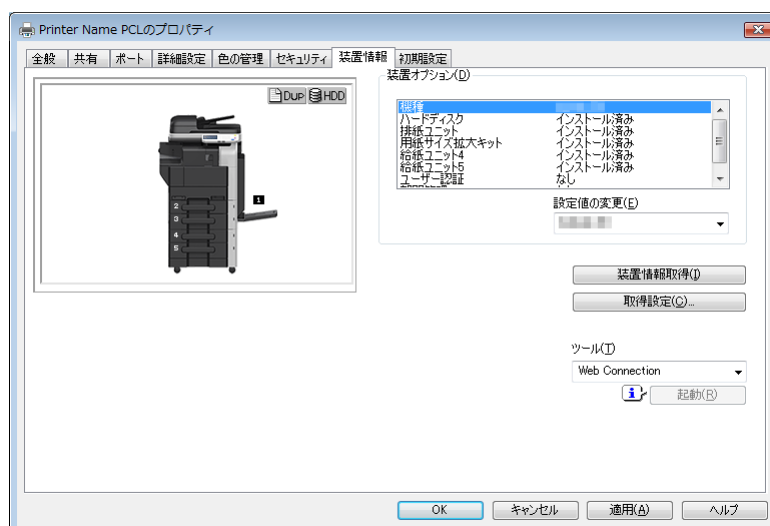 Printer Name PCLのプロパティ
全般 共有 ポート 詳細設定 色の管理 セキュリティ 装置情報 初期設定
Dup HDD
1
2
3
4
5
装置オプション(D)
機種
ハードディスク インストール済み
排紙ユニット インストール済み
用紙サイズ拡大キット インストール済み
給紙ユニット4 インストール済み
給紙ユニット5 インストール済み
ユーザー認証 なし
設定値の変更(E)
装置情報取得(I)
取得設定(C)...
ツール(T)
Web Connection
起動(R)
OK キャンセル 適用(A) ヘルプ